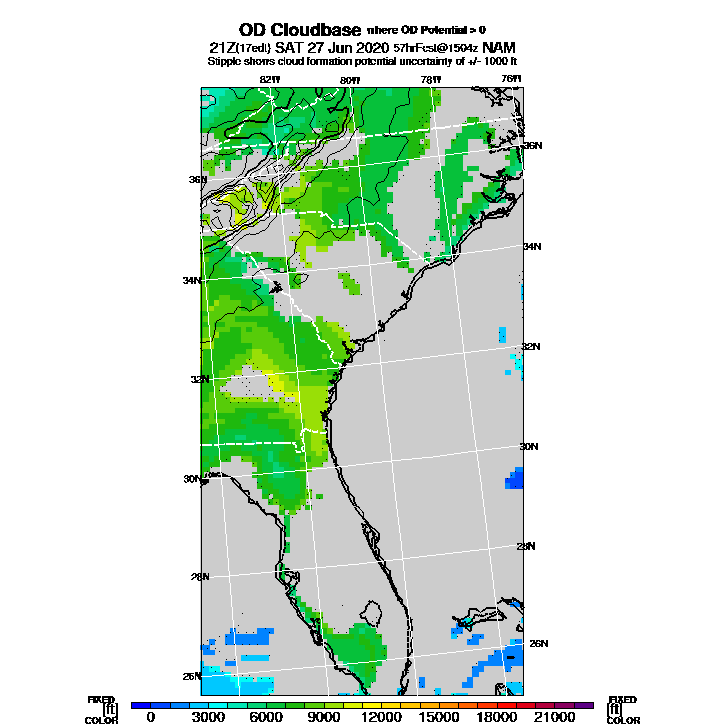 OD Cloudbase where OD Potential > 0
21Z(17edt) SAT 27 Jun 2020 57hrFcst@1504z NAM
Stipple shows cloud formation potential uncertainty of +/- 1000 ft
82W 80W 78W 76W
36N
36N
34N
34N
32N
32N
30N
30N
28N
28N
26N
26N
FIXED FIXED
[ft] 0 3000 6000 9000 12000 15000 18000 21000 [ft]
COLOR COLOR